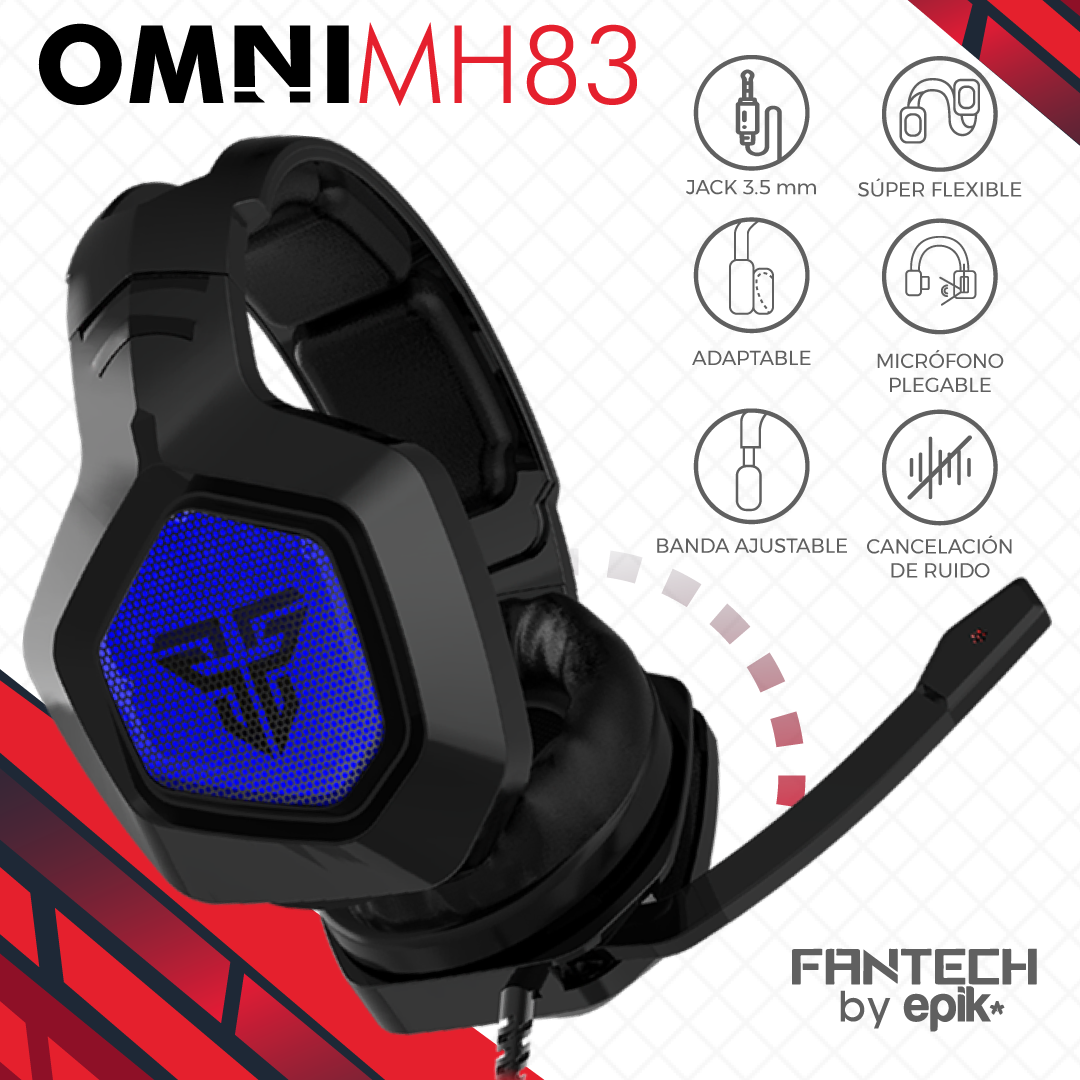 OMNIMH83
JACK 3.5 mm
SÚPER FLEXIBLE
ADAPTABLE
MICRÓFONO
PLEGABLE
BANDA AJUSTABLE
CANCELACIÓN
DE RUIDO
FANTECH
by epik*